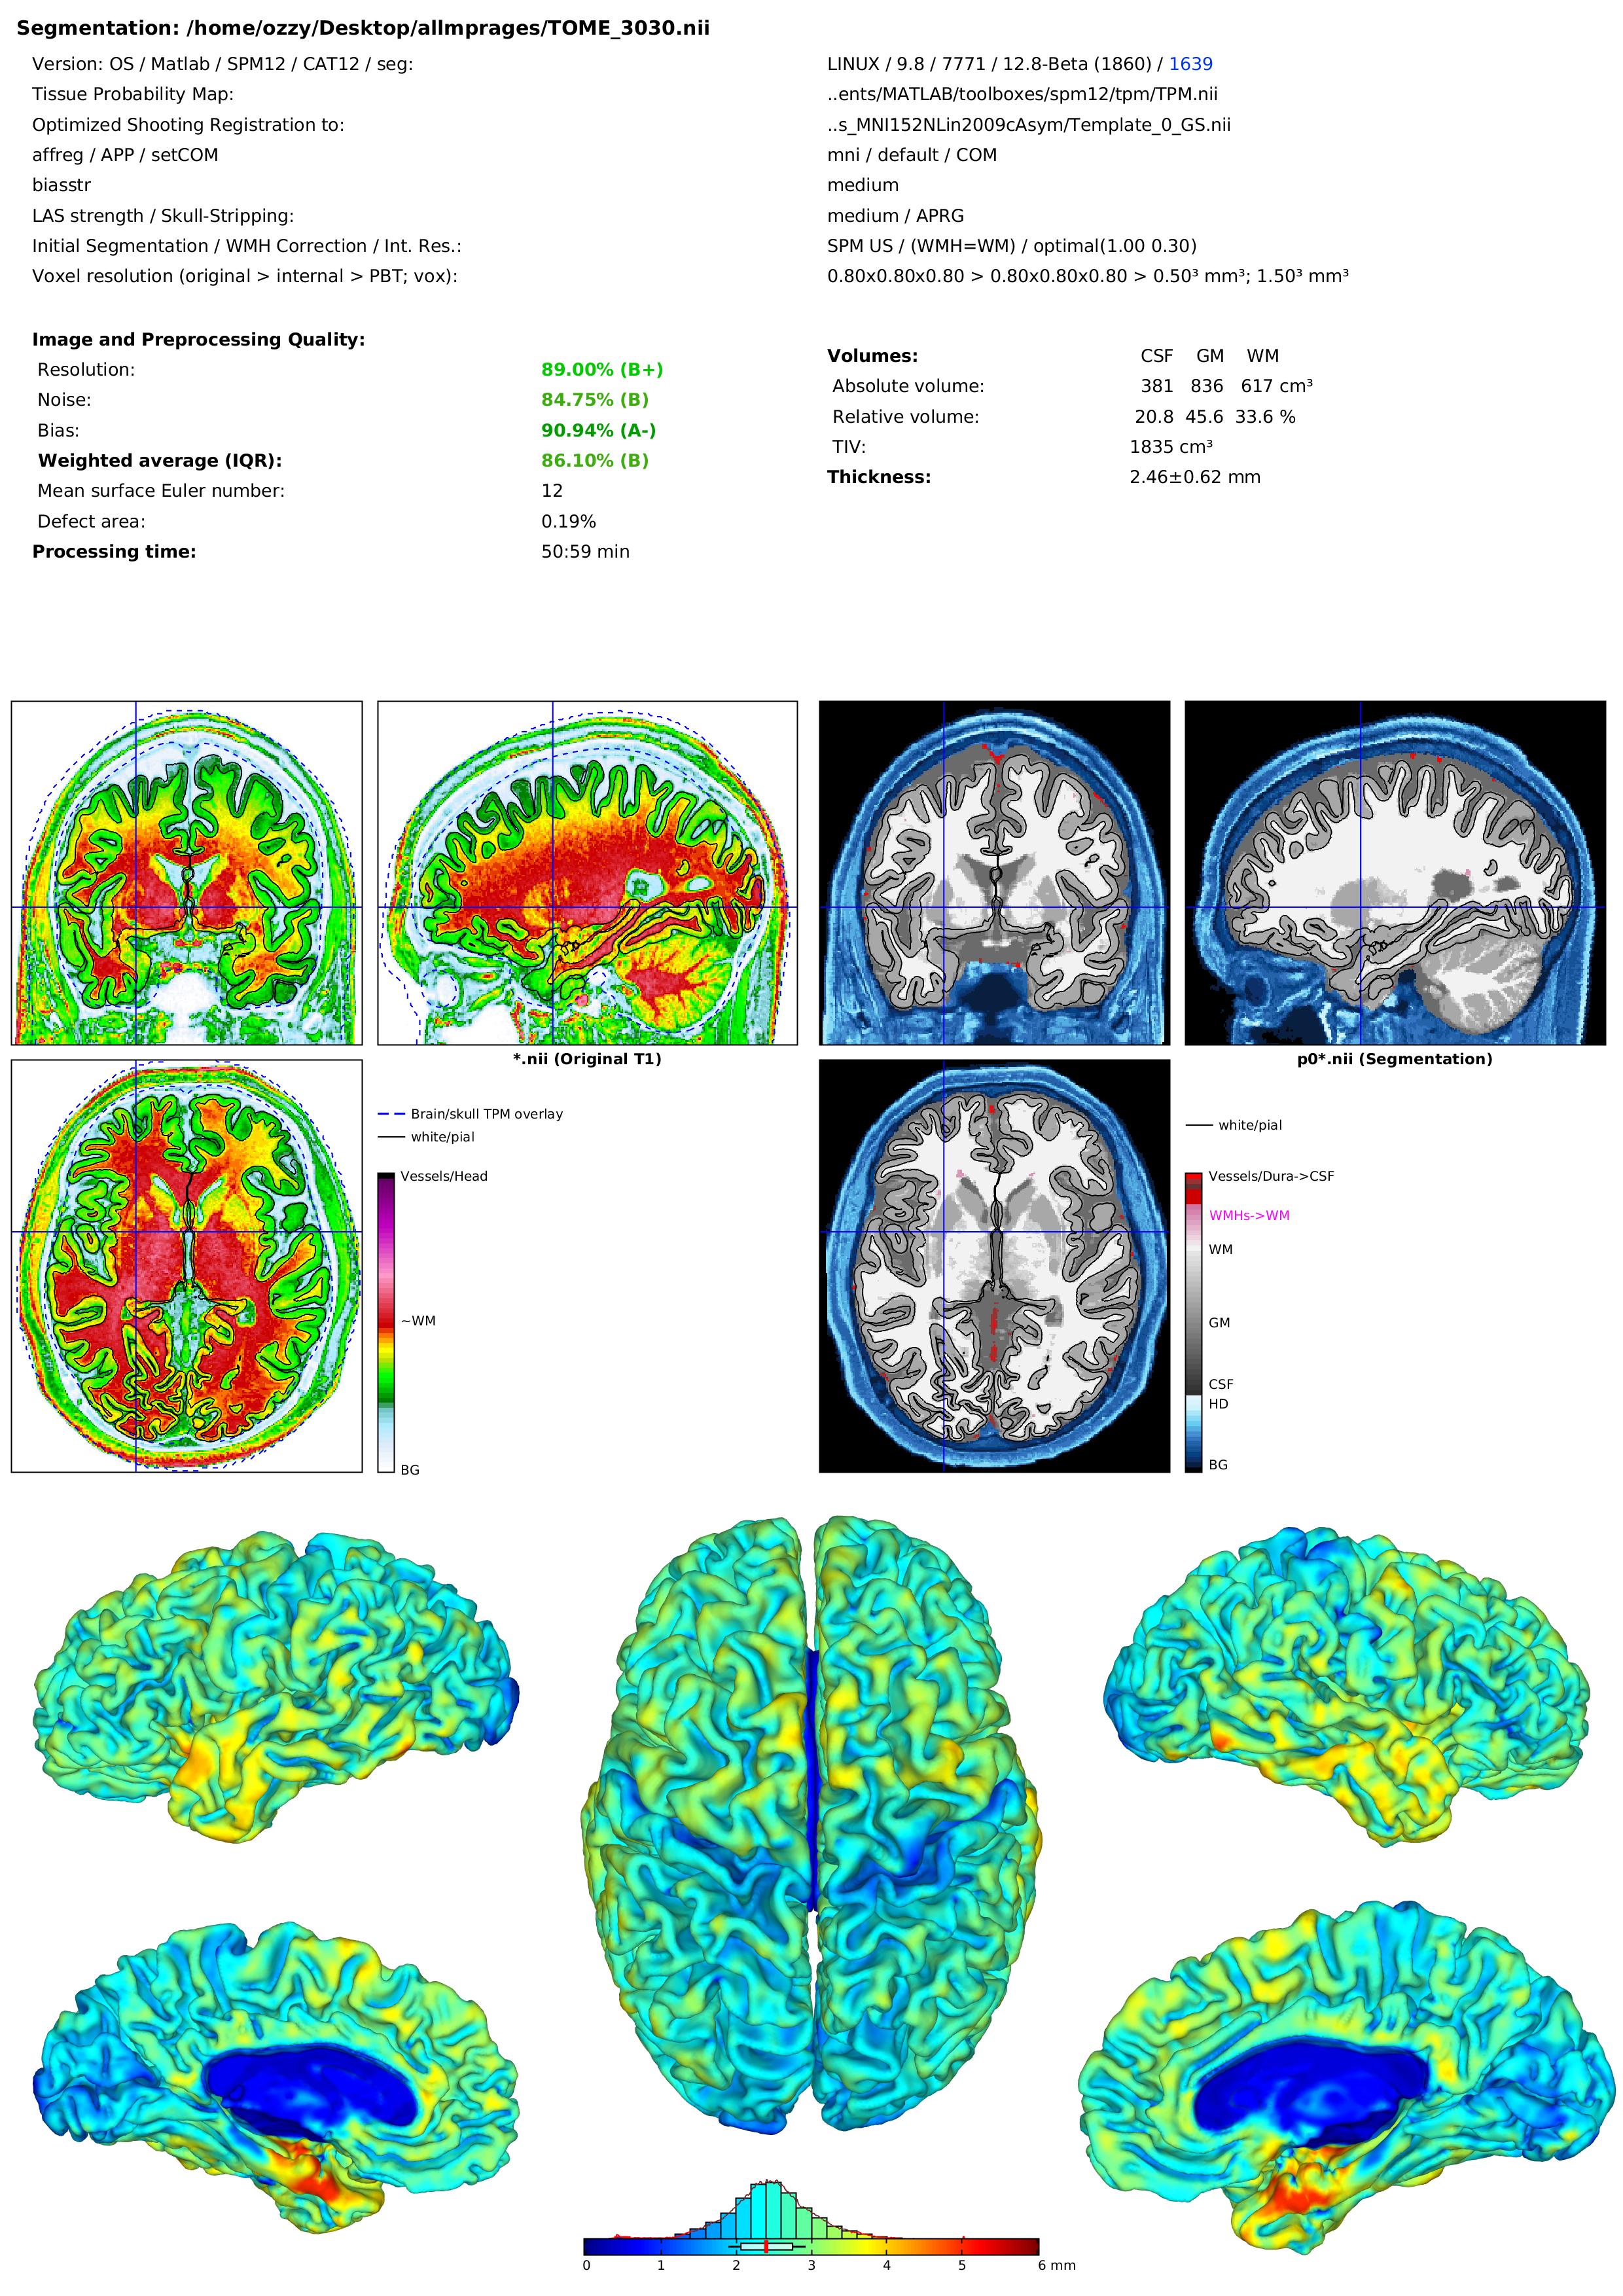 Segmentation: /home/ozzy/Desktop/allmprages/TOME_3030.nii
Version: OS / Matlab / SPM12 / CAT12 / seg: LINUX / 9.8 / 7771 / 12.8-Beta (1860) / 1639
Tissue Probability Map: ..ents/MATLAB/toolboxes/spm12/tpm/TPM.nii
Optimized Shooting Registration to: ..s_MNI152NLin2009cAsym/Template_0_GS.nii
affreg / APP / setCOM mni / default / COM
biasstr medium
LAS strength / Skull-Stripping: medium / APRG
Initial Segmentation / WMH Correction / Int. Res.: SPM US / (WMH=WM) / optimal(1.00 0.30)
Voxel resolution (original > internal > PBT; vox): 0.80x0.80x0.80 > 0.80x0.80x0.80 > 0.50³ mm³; 1.50³ mm³
Image and Preprocessing Quality:
Resolution: 89.00% (B+)
Noise: 84.75% (B)
Bias: 90.94% (A-)
Weighted average (IQR): 86.10% (B)
Mean surface Euler number: 12
Defect area: 0.19%
Processing time: 50:59 min
Volumes: CSF GM WM
Absolute volume: 381 836 617 cm³
Relative volume: 20.8 45.6 33.6 %
TIV: 1835 cm³
Thickness: 2.46±0.62 mm
*.nii (Original T1)
Brain/skull TPM overlay
white/pial
Vessels/Head
~WM
BG
p0*.nii (Segmentation)
white/pial
Vessels/Dura->CSF
WMHs->WM
WM
GM
CSF
HD
BG
0 1 2 3 4 5 6 mm